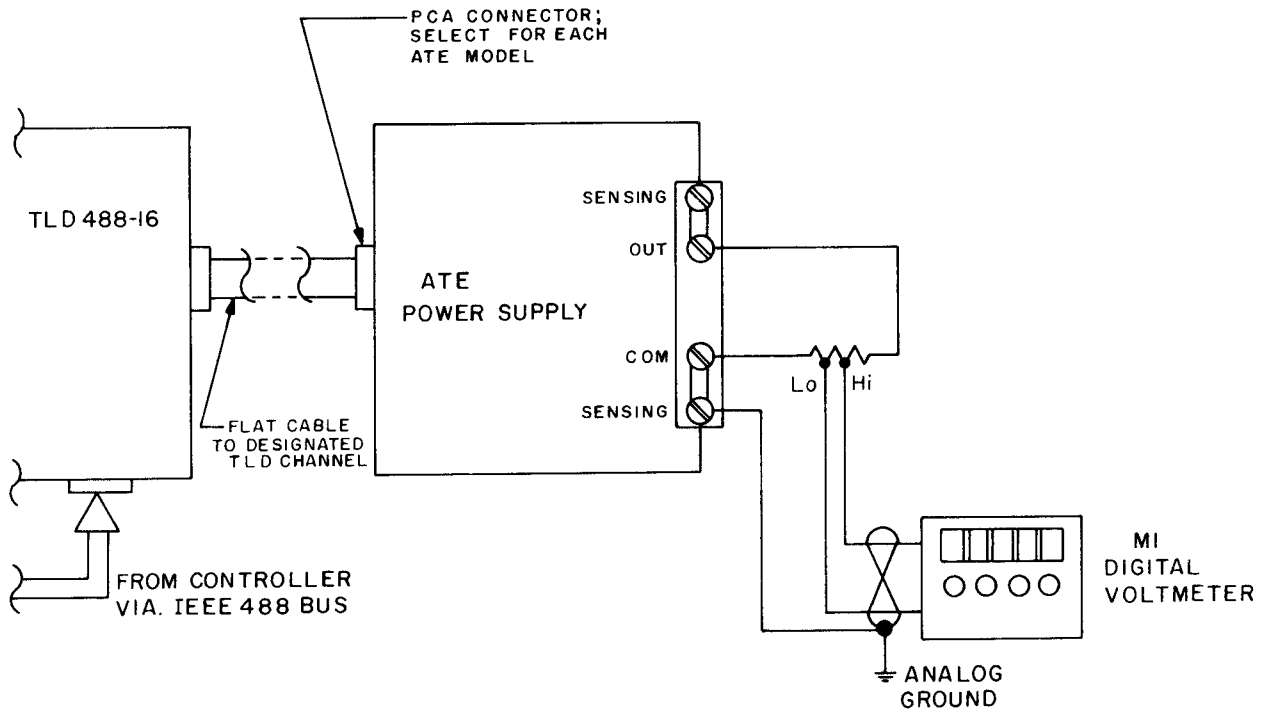 PCA CONNECTOR;
SELECT FOR EACH
ATE MODEL
TLD 488-16
SENSING
OUT
ATE
POWER SUPPLY
COM
SENSING
Lo
Hi
FLAT CABLE
TO DESIGNATED
TLD CHANNEL
FROM CONTROLLER
VIA. IEEE 488 BUS
M1
DIGITAL
VOLTMETER
ANALOG
GROUND